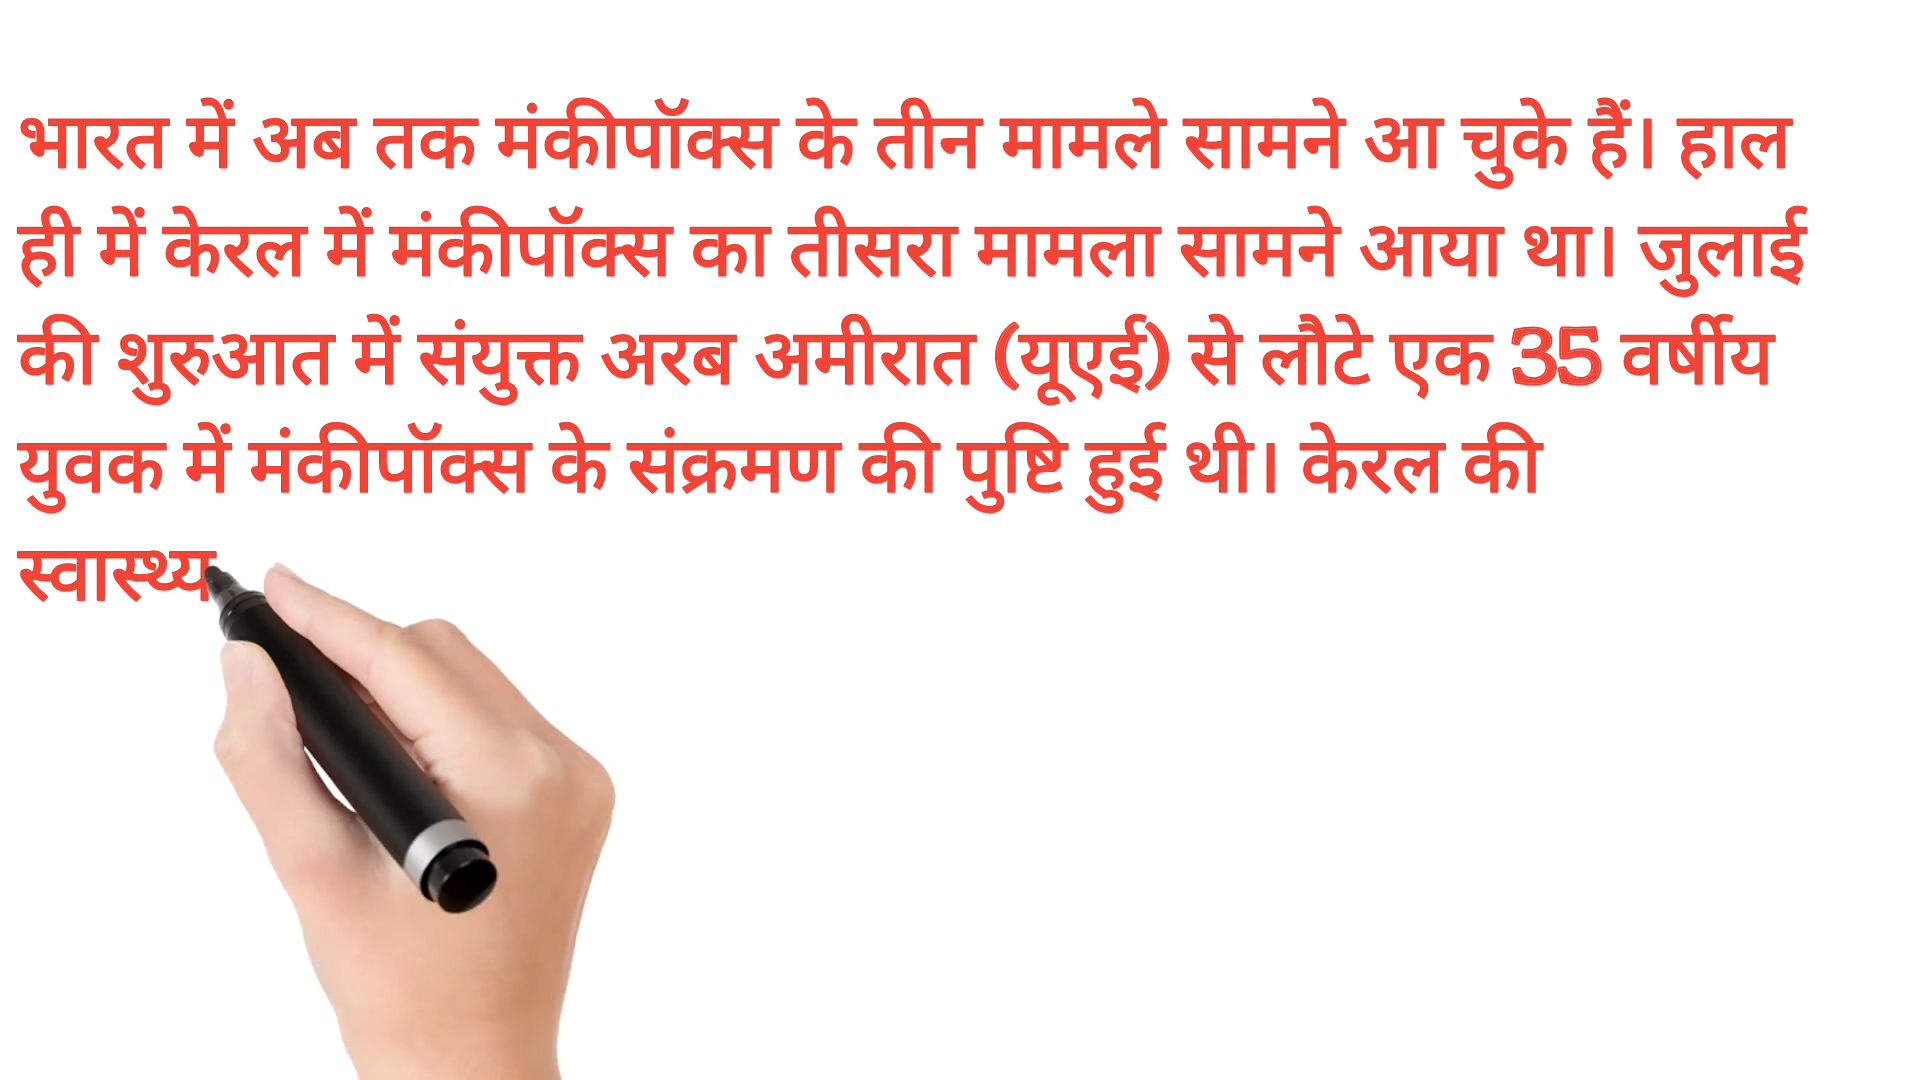 भारत में अब तक मंकीपॉक्स के तीन मामले सामने आ चुके हैं। हाल
ही में केरल में मंकीपॉक्स का तीसरा मामला सामने आया था। जुलाई
की शुरुआत में संयुक्त अरब अमीरात (यूएई) से लौटे एक 35 वर्षीय
युवक में मंकीपॉक्स के संक्रमण की पुष्टि हुई थी। केरल की
स्वास्थ्य